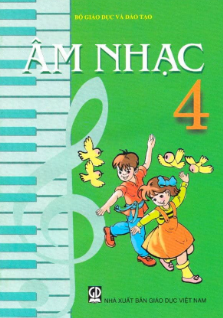 BỘ GIÁO DỤC VÀ ĐÀO TẠO
ÂM NHẠC
4
NHÀ XUẤT BẢN GIÁO DỤC VIỆT NAM